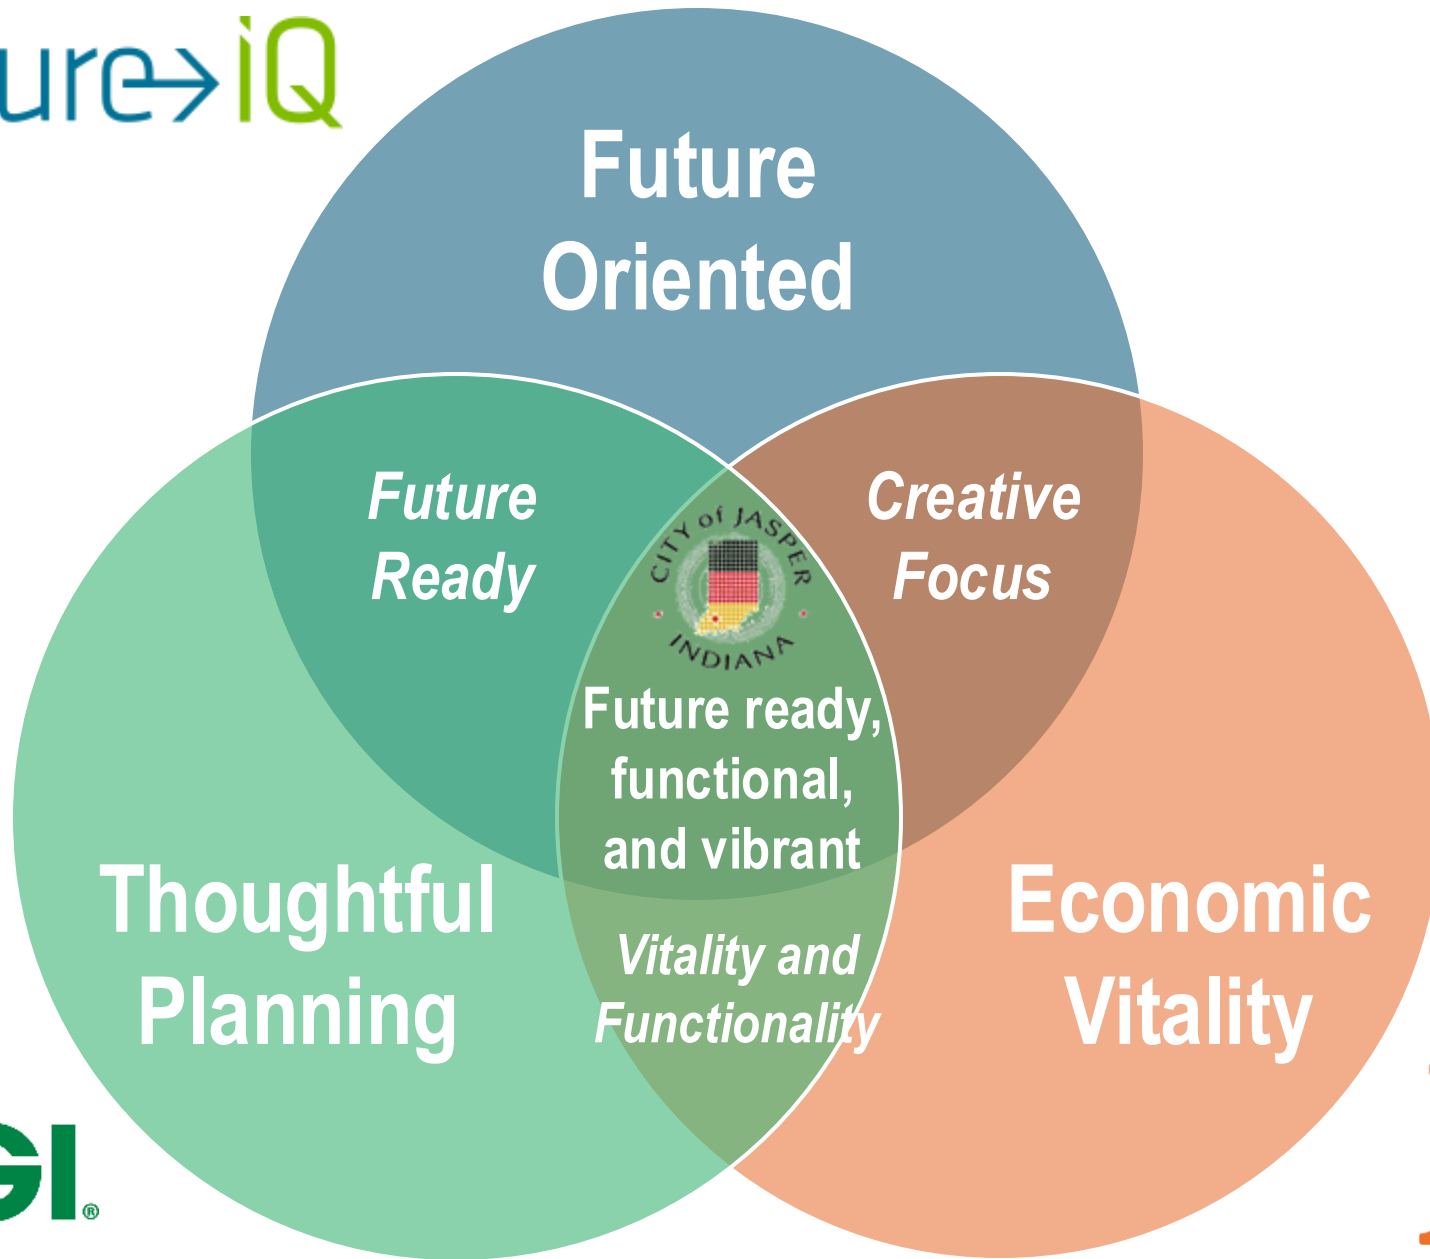 ure→iQ
Future
Oriented
Future
Ready
Creative
Focus
CITY of JASPER
INDIANA
Future ready,
functional,
and vibrant
Thoughtful
Planning
Economic
Vitality
Vitality and
Functionality
GI®